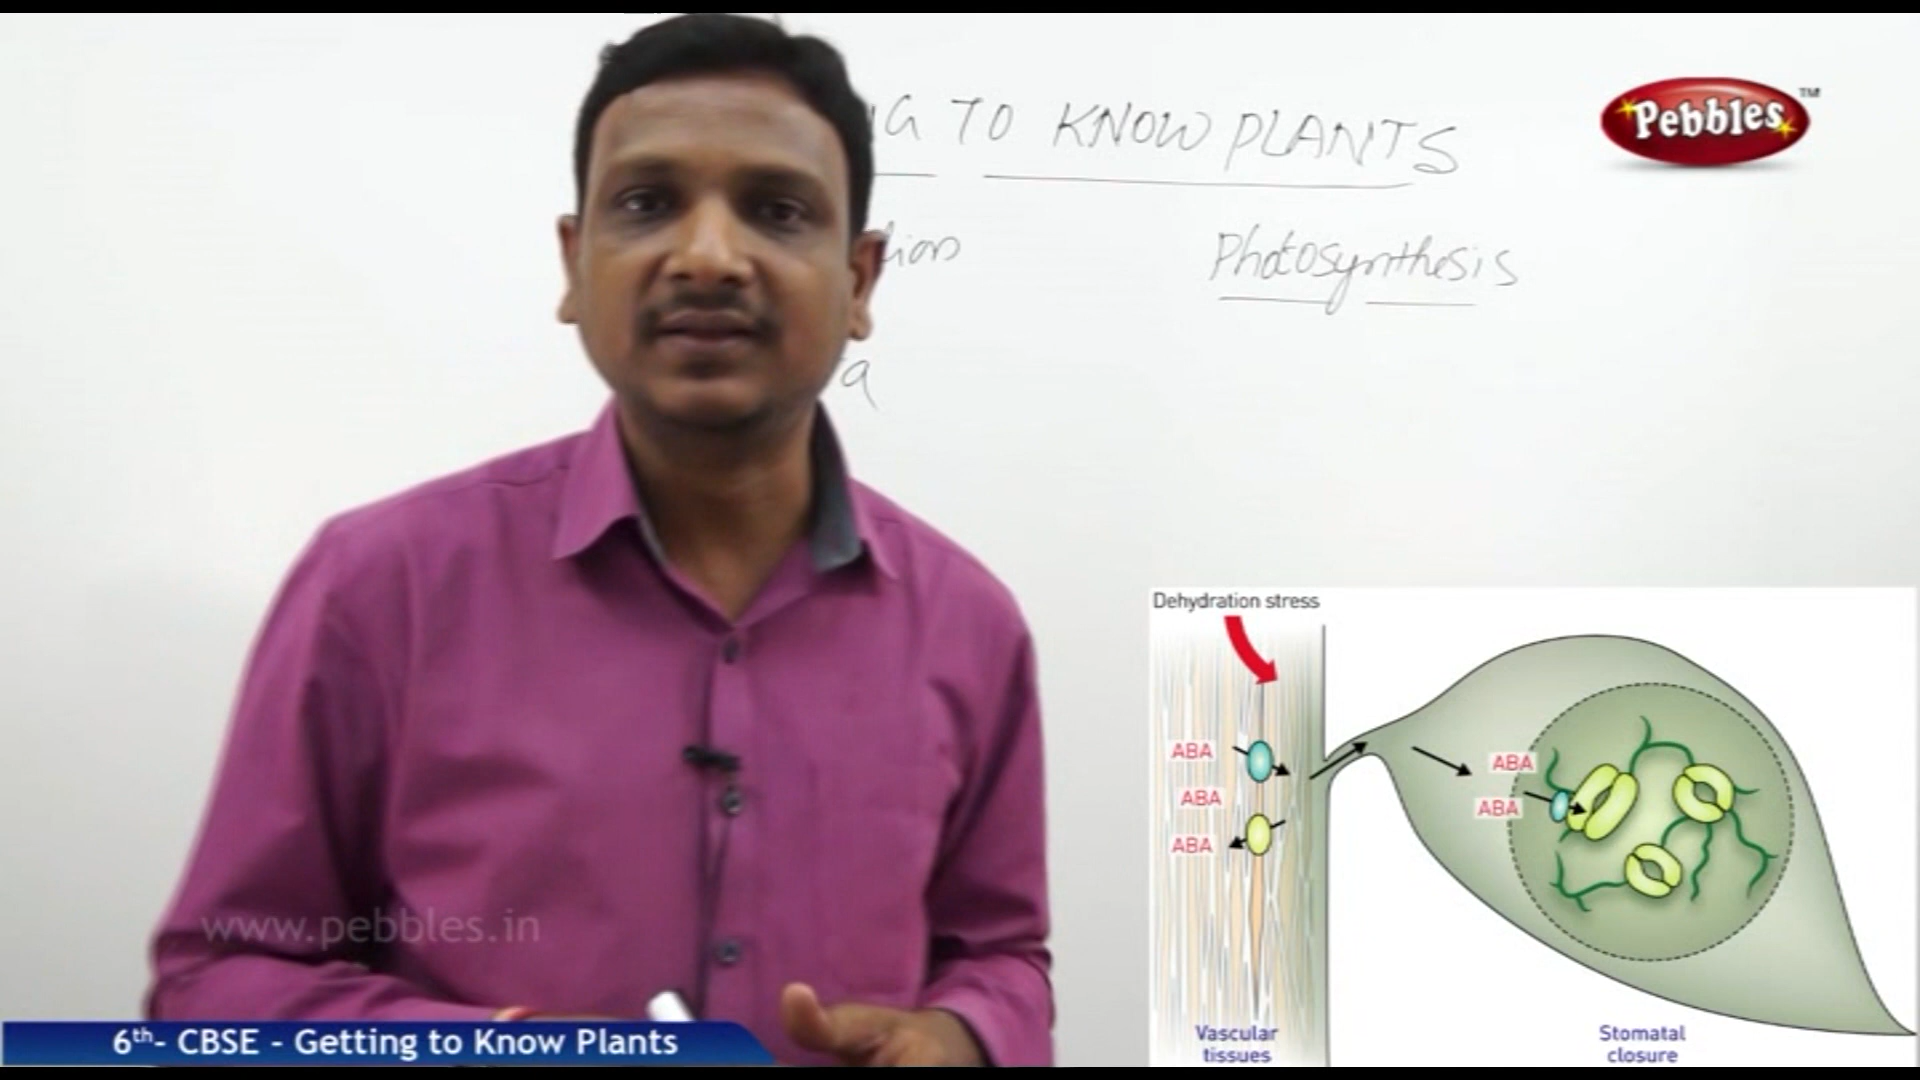 TO KNOW PLANTS
Photosynthesis
Pebbles TM
Dehydration stress
ABA
ABA
ABA
ABA
ABA
Vascular
tissues
Stomatal
closure
www.pebbles.in
6th- CBSE - Getting to Know Plants